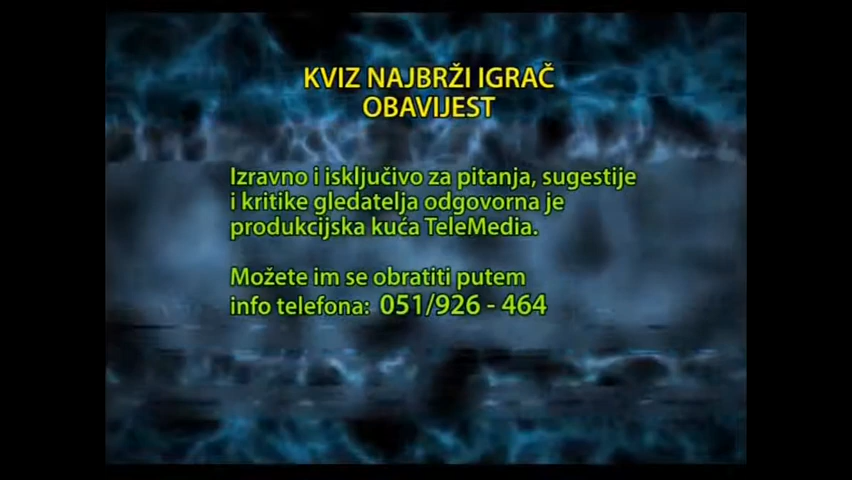 KVIZ NAJBRŽI IGRAČ
OBAVIJEST
Izravno i isključivo za pitanja, sugestije
i kritike gledatelja odgovorna je
produkcijska kuća TeleMedia.
Možete im se obratiti putem
info telefona: 051/926 - 464